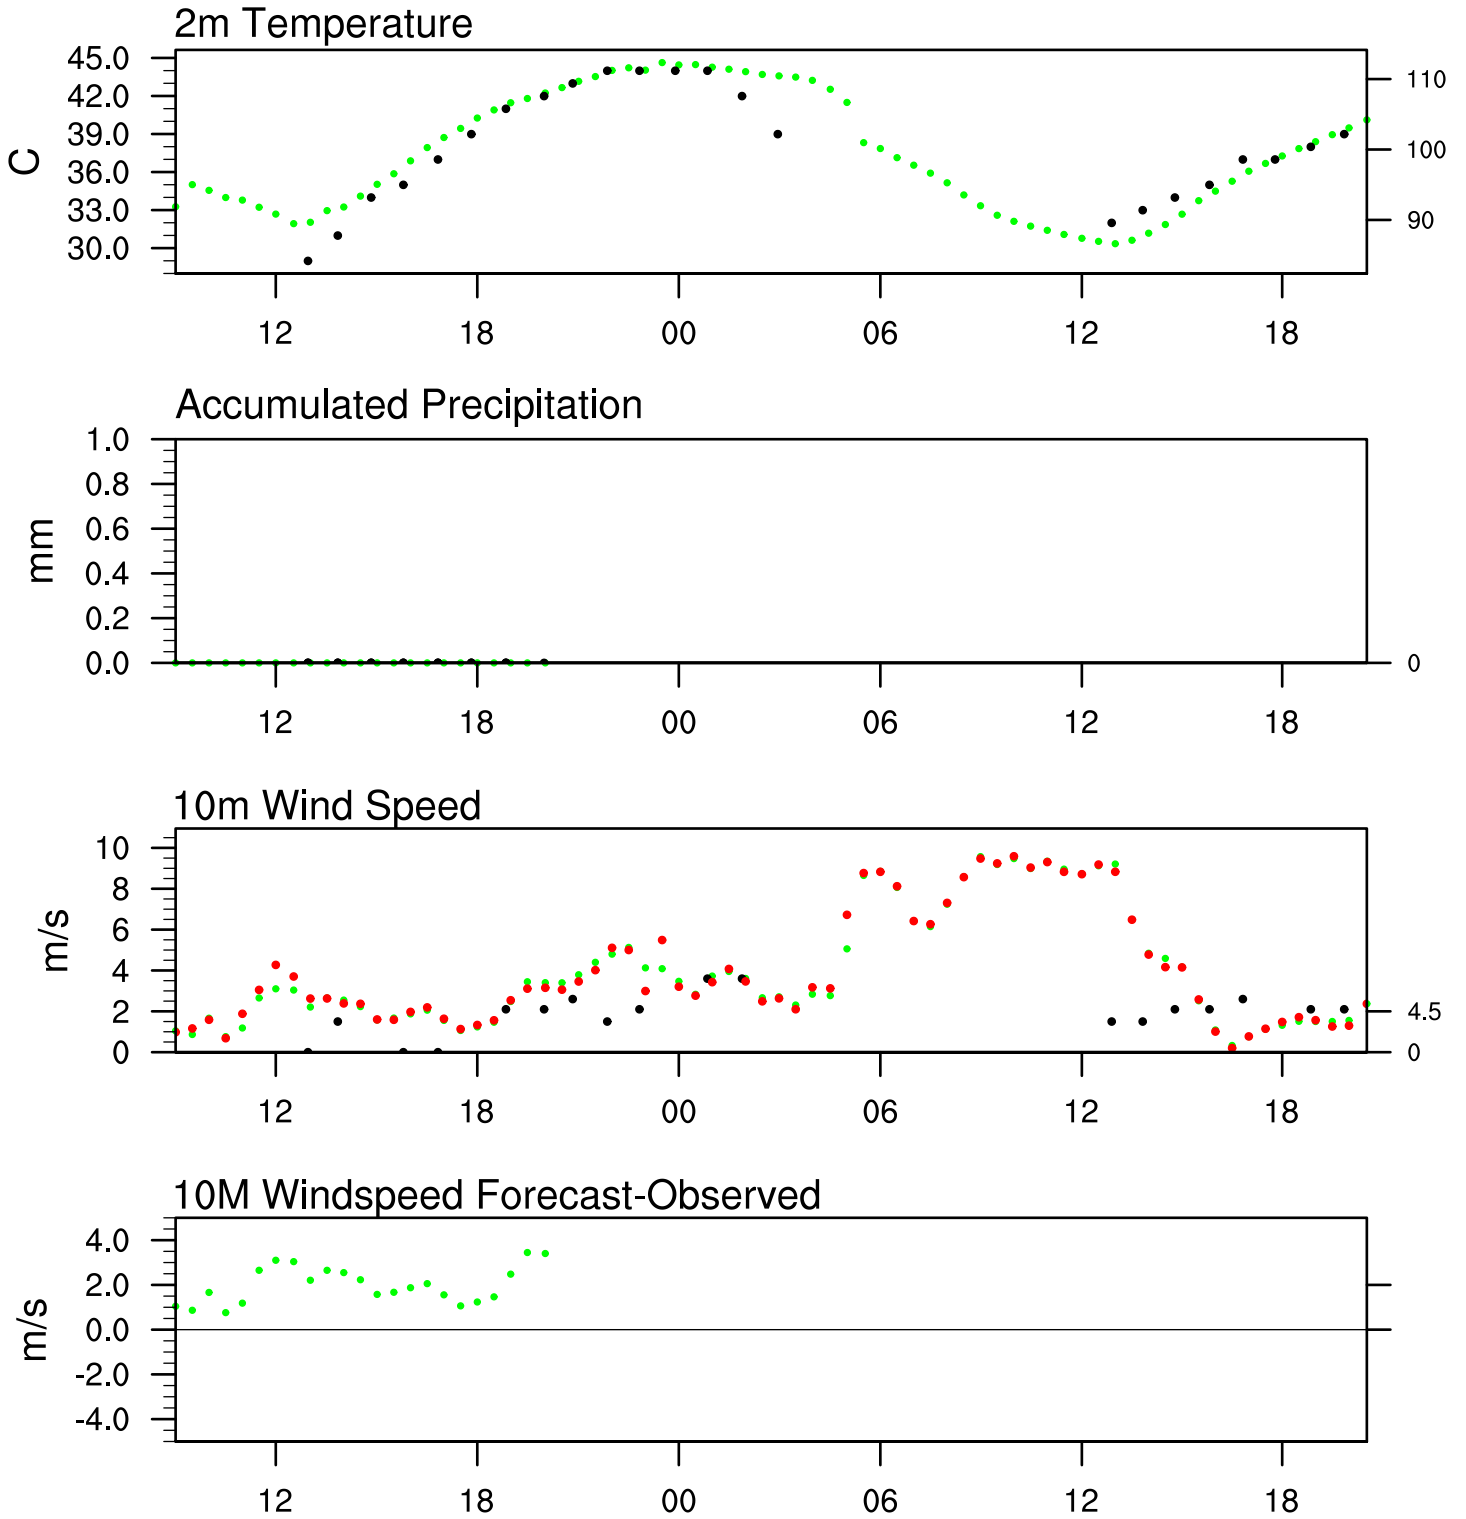 2m Temperature
45.0
42.0
39.0
36.0
33.0
30.0
C
110
100
90
12 18 00 06 12 18
Accumulated Precipitation
1.0
0.8
0.6
0.4
0.2
0.0
mm
0
12 18 00 06 12 18
10m Wind Speed
10
8
6
4
2
0
m/s
4.5
0
12 18 00 06 12 18
10M Windspeed Forecast-Observed
4.0
2.0
0.0
-2.0
-4.0
m/s
12 18 00 06 12 18